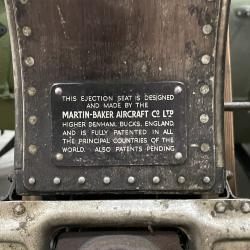 THIS EJECTION SEAT IS DESIGNED
AND MADE BY THE
MARTIN-BAKER AIRCRAFT CO. LTD
HIGHER DENHAM, BUCKS, ENGLAND,
AND IS FULLY PATENTED IN ALL
THE PRINCIPAL COUNTRIES OF THE
WORLD. ALSO PATENTS PENDING